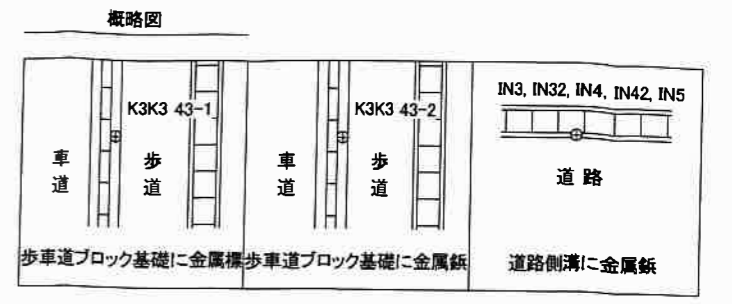 概略図
K3K3 43-1
車道
歩道
歩車道ブロック基礎に金属標
K3K3 43-2
車道
歩道
歩車道ブロック基礎に金属鋲
IN3, IN32, IN4, IN42, IN5
道路
道路側溝に金属鋲